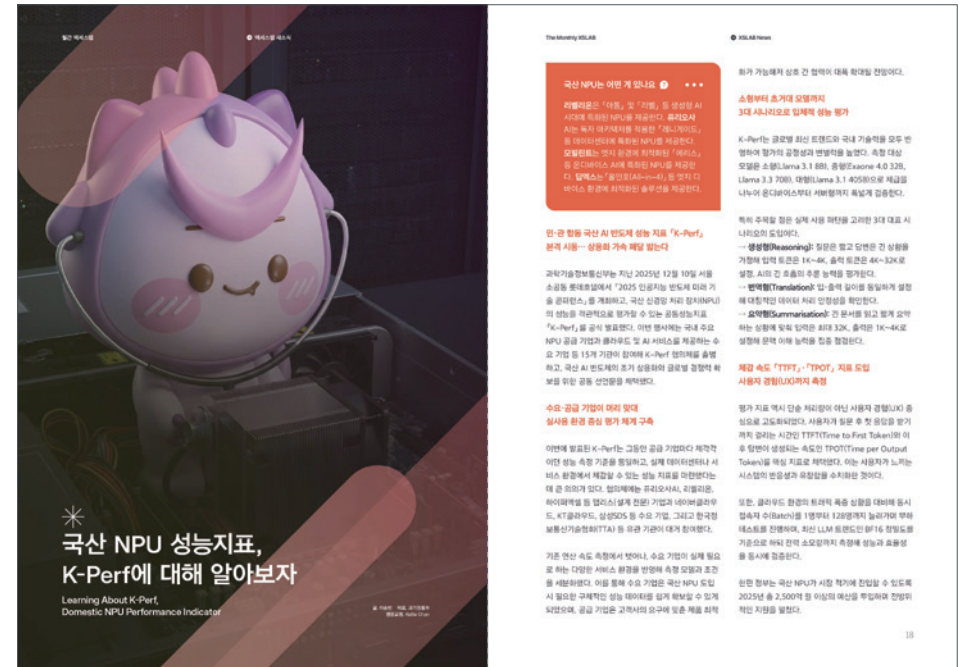 월간 엑세스랩
엑세스랩 새소식
국산 NPU 성능지표,
K-Perf에 대해 알아보자
Learning About K-Perf,
Domestic NPU Performance Indicator
The Monthly XSLAB
XSLAB News
국산 NPU는 어떤 게 있나요 ?
리벨리온은 「아톰」 및 「리벨」 등 생성형 AI
시대에 특화된 NPU를 제공한다. 퓨리오사
AI는 독자 아키텍처를 적용한 「레니게이드」
등 데이터센터에 특화된 NPU를 제공한다.
모빌린트는 엣지 환경에 최적화된 「에리스」
등 온디바이스 AI에 특화된 NPU를 제공한
다. 딥엑스는 「올인포(All-in-4)」 등 엣지 디
바이스 환경에 최적화된 솔루션을 제공한다.
민·관 합동 국산 AI 반도체 성능 지표 「K-Perf」
본격 시동… 상용화 가속 페달 밟는다
과학기술정보통신부는 지난 2025년 12월 10일 서울
소공동 롯데호텔에서 「2025 인공지능 반도체 미래 기
술 콘퍼런스」를 개최하고, 국산 신경망 처리 장치(NPU)
의 성능을 객관적으로 평가할 수 있는 공동성능지표
「K-Perf」를 공식 발표했다. 이번 행사에는 국내 주요
NPU 공급 기업과 클라우드 및 AI 서비스를 제공하는 수
요 기업 등 15개 기관이 참여해 K-Perf 협의체를 출범
하고, 국산 AI 반도체의 조기 상용화와 글로벌 경쟁력 확
보를 위한 공동 선언문을 채택했다.
수요·공급 기업이 머리 맞대
실사용 환경 중심 평가 체계 구축
이번에 발표된 K-Perf는 그동안 공급 기업마다 제각각
이던 성능 측정 기준을 통일하고, 실제 데이터센터나 서
비스 환경에서 체감할 수 있는 성능 지표를 마련했다는
데 큰 의의가 있다. 협의체에는 퓨리오사AI, 리벨리온,
하이퍼엑셀 등 팹리스(설계 전문) 기업과 네이버클라우
드, KT클라우드, 삼성SDS 등 수요 기업, 그리고 한국정
보통신기술협회(TTA) 등 유관 기관이 대거 참여했다.
기존 연산 속도 측정에서 벗어나, 수요 기업이 실제 필요
로 하는 다양한 서비스 환경을 반영해 측정 모델과 조건
을 세분화했다. 이를 통해 수요 기업은 국산 NPU 도입
시 필요한 구체적인 성능 데이터를 쉽게 확보할 수 있게
되었으며, 공급 기업은 고객사의 요구에 맞춘 제품 최적
화가 가능해져 상호 간 협력이 대폭 확대될 전망이다.
소형부터 초거대 모델까지
3대 시나리오로 입체적 성능 평가
K-Perf는 글로벌 최신 트렌드와 국내 기술력을 모두 반
영하여 평가의 공정성과 변별력을 높였다. 측정 대상
모델은 소형(Llama 3.1 8B), 중형(Exaone 4.0 32B,
Llama 3.3 70B), 대형(Llama 3.1 405B)으로 체급을
나누어 온디바이스부터 서버형까지 폭넓게 검증한다.
특히 주목할 점은 실제 사용 패턴을 고려한 3대 대표 시
나리오의 도입이다.
→ 생성형(Reasoning): 질문은 짧고 답변은 긴 상황을
가정해 입력 토큰은 1K~4K, 출력 토큰은 4K~32K로
설정. AI의 긴 호흡의 추론 능력을 평가한다.
→ 번역형(Translation): 입·출력 길이를 동일하게 설정
해 대칭적인 데이터 처리 안정성을 확인한다.
→ 요약형(Summarisation): 긴 문서를 읽고 짧게 요약
하는 상황에 맞춰 입력은 최대 32K, 출력은 1K~4K로
설정해 문맥 이해 능력을 집중 점검한다.
체감 속도 「TTFT」·「TPOT」 지표 도입
사용자 경험(UX)까지 측정
평가 지표 역시 단순 처리량이 아닌 사용자 경험(UX) 중
심으로 고도화되었다. 사용자가 질문 후 첫 응답을 받기
까지 걸리는 시간인 TTFT(Time to First Token)와 이
후 답변이 생성되는 속도인 TPOT(Time per Output
Token)를 핵심 지표로 채택했다. 이는 사용자가 느끼는
시스템의 반응성과 유창함을 수치화한 것이다.
또한, 클라우드 환경의 트래픽 폭증 상황을 대비해 동시
접속자 수(Batch)를 1명부터 128명까지 늘려가며 부하
테스트를 진행하며, 최신 LLM 트렌드인 BF16 정밀도를
기준으로 하되 전력 소모량까지 측정해 성능과 효율성
을 동시에 검증한다.
한편 정부는 국산 NPU가 시장 적기에 진입할 수 있도록
2025년 총 2,500억 원 이상의 예산을 투입하며 전방위
적인 지원을 펼쳤다.
18